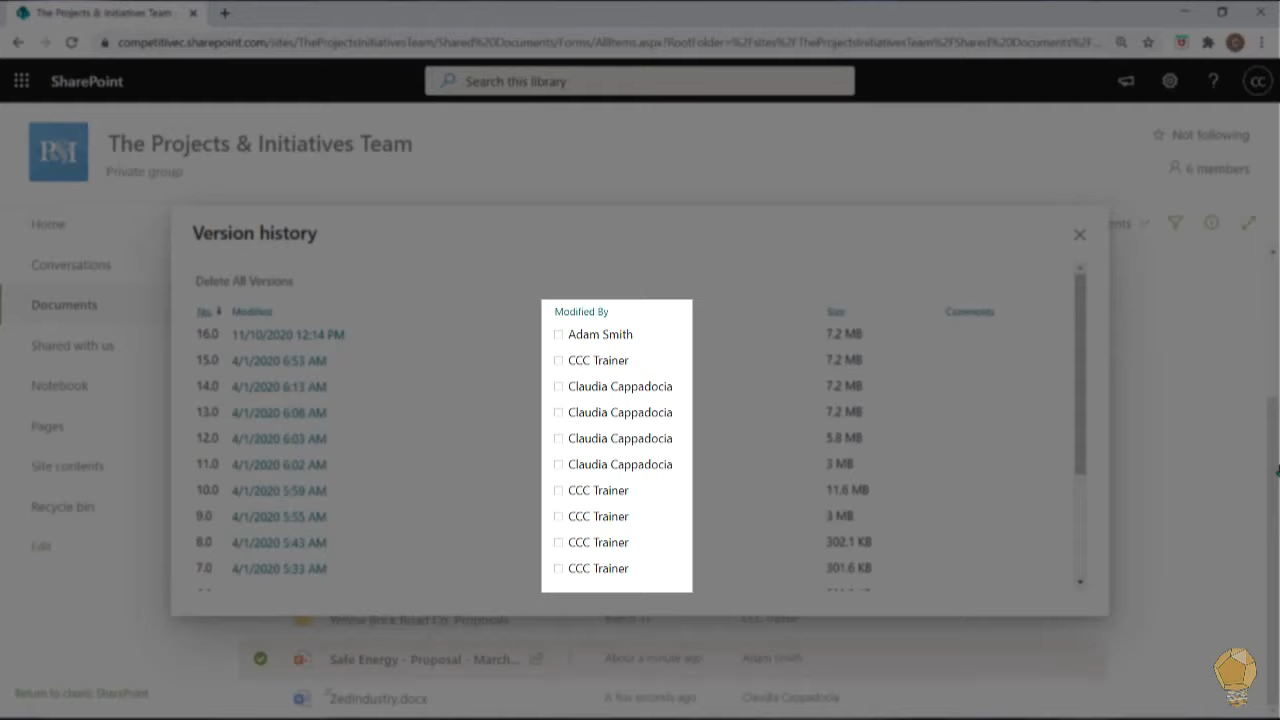 The Projects & Initiatives Team
competitivec.sharepoint.com/sites/TheProjectsInitiativesTeam/Shared%20Documents/Forms/AllItems.aspx?RootFolder=%2Fsites%2FTheProjectsInitiativesTeam%2FShared%20Documents%2F...
SharePoint
Search this library
CC
The Projects & Initiatives Team
Private group
Not following
6 members
Home
Conversations
Documents
Shared with us
Notebook
Pages
Site contents
Recycle bin
Edit
Return to classic SharePoint
Version history
Delete All Versions
No. Modified Modified By Size Comments
16.0 11/10/2020 12:14 PM Adam Smith 7.2 MB
15.0 4/1/2020 6:53 AM CCC Trainer 7.2 MB
14.0 4/1/2020 6:13 AM Claudia Cappadocia 7.2 MB
13.0 4/1/2020 6:08 AM Claudia Cappadocia 7.2 MB
12.0 4/1/2020 6:03 AM Claudia Cappadocia 5.8 MB
11.0 4/1/2020 6:02 AM Claudia Cappadocia 3 MB
10.0 4/1/2020 5:59 AM CCC Trainer 11.6 MB
9.0 4/1/2020 5:55 AM CCC Trainer 3 MB
8.0 4/1/2020 5:43 AM CCC Trainer 302.1 KB
7.0 4/1/2020 5:33 AM CCC Trainer 301.6 KB
Yellow Brick Road Co. Proposals CCC Trainer
Safe Energy - Proposal - March... About a minute ago Adam Smith
ZedIndustry.docx A few seconds ago Claudia Cappadocia